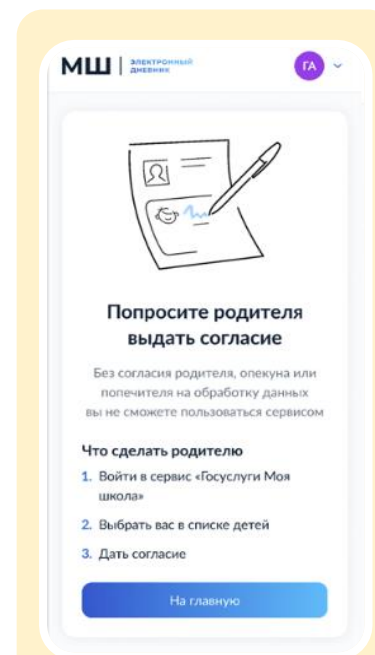 МШ | ЭЛЕКТРОННЫЙ
ДНЕВНИК
ГА
Попросите родителя
выдать согласие
Без согласия родителя, опекуна или
попечителя на обработку данных
вы не сможете пользоваться сервисом
Что сделать родителю
1. Войти в сервис «Госуслуги Моя
школа»
2. Выбрать вас в списке детей
3. Дать согласие
На главную